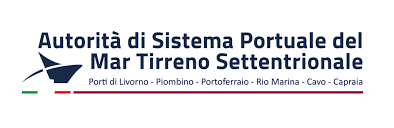 Autorità di Sistema Portuale del
Mar Tirreno Settentrionale
Porti di Livorno - Piombino - Portoferraio - Rio Marina - Cavo - Capraia